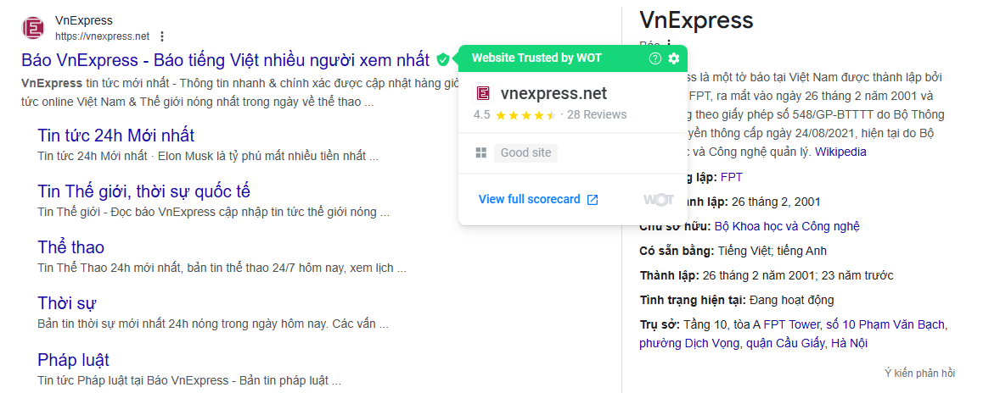 VnExpress
https://vnexpress.net
Báo VnExpress - Báo tiếng Việt nhiều người xem nhất
VnExpress tin tức mới nhất - Thông tin nhanh & chính xác được cập nhật hàng giờ
tức online Việt Nam & Thế giới nóng nhất trong ngày về thể thao ...
Tin tức 24h Mới nhất
Tin tức 24h Mới nhất · Elon Musk là tỷ phú mất nhiều tiền nhất ...
Tin Thế giới, thời sự quốc tế
Tin Thế giới - Đọc báo VnExpress cập nhập tin tức thế giới nóng ...
Thể thao
Tin Thể Thao 24h mới nhất, bản tin thể thao 24/7 hôm nay, xem lịch ...
Thời sự
Bản tin thời sự mới nhất 24h nóng trong ngày hôm nay. Các vấn ...
Pháp luật
Tin tức Pháp luật tại Báo VnExpress - Bản tin pháp luật ...
Website Trusted by WOT
vnexpress.net
4.5 · 28 Reviews
Good site
View full scorecard
WOT
VnExpress
Báo
là một tờ báo tại Việt Nam được thành lập bởi
FPT, ra mắt vào ngày 26 tháng 2 năm 2001 và
theo giấy phép số 548/GP-BTTTT do Bộ Thông
thông cấp ngày 24/08/2021, hiện tại do Bộ
và Công nghệ quản lý. Wikipedia
lập: FPT
lập: 26 tháng 2, 2001
Chủ sở hữu: Bộ Khoa học và Công nghệ
Có sẵn bằng: Tiếng Việt; tiếng Anh
Thành lập: 26 tháng 2 năm 2001; 23 năm trước
Tình trạng hiện tại: Đang hoạt động
Trụ sở: Tầng 10, tòa A FPT Tower, số 10 Phạm Văn Bạch,
phường Dịch Vọng, quận Cầu Giấy, Hà Nội
Ý kiến phản hồi